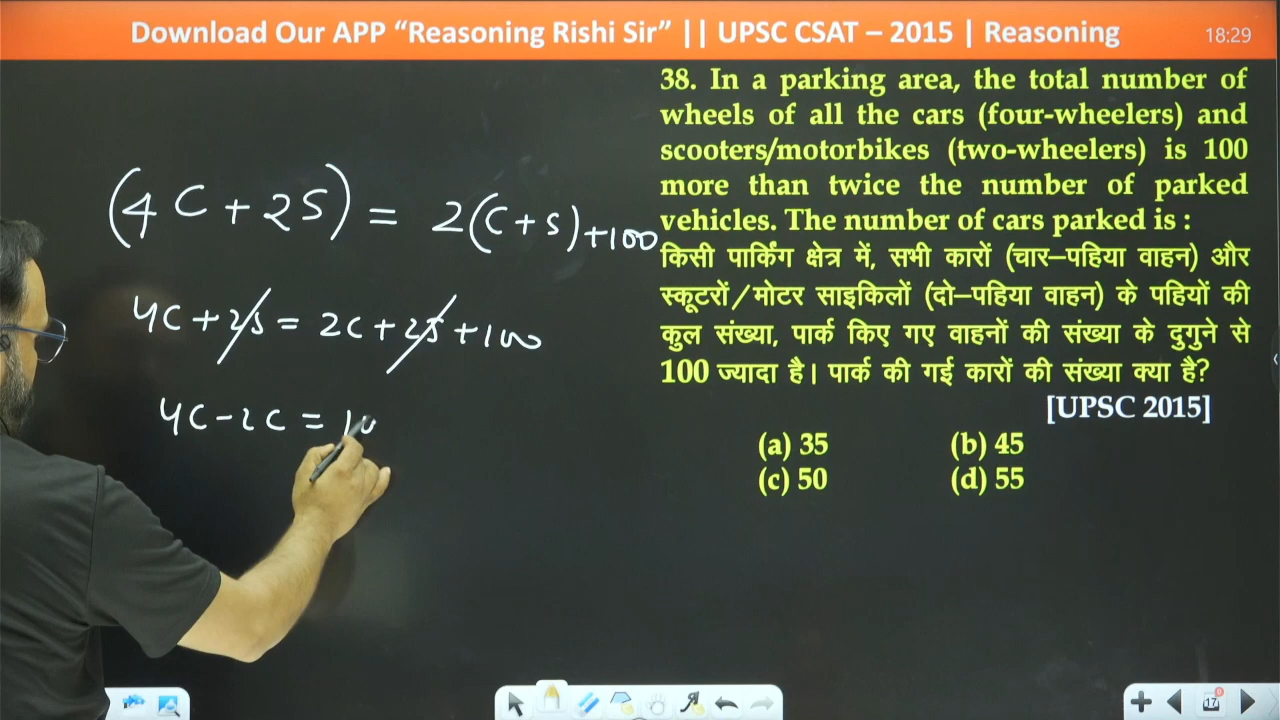 Download Our APP “Reasoning Rishi Sir” || UPSC CSAT – 2015 | Reasoning
18:29
(4C+2S) = 2(C+S)+100
4C+2S = 2C+2S+100
4C-2C = 10
38. In a parking area, the total number of
wheels of all the cars (four-wheelers) and
scooters/motorbikes (two-wheelers) is 100
more than twice the number of parked
vehicles. The number of cars parked is :
किसी पार्किंग क्षेत्र में, सभी कारों (चार–पहिया वाहन) और
स्कूटरों/मोटर साइकिलों (दो–पहिया वाहन) के पहियों की
कुल संख्या, पार्क किए गए वाहनों की संख्या के दुगुने से
100 ज्यादा है। पार्क की गई कारों की संख्या क्या है?
[UPSC 2015]
(a) 35 (b) 45
(c) 50 (d) 55
17